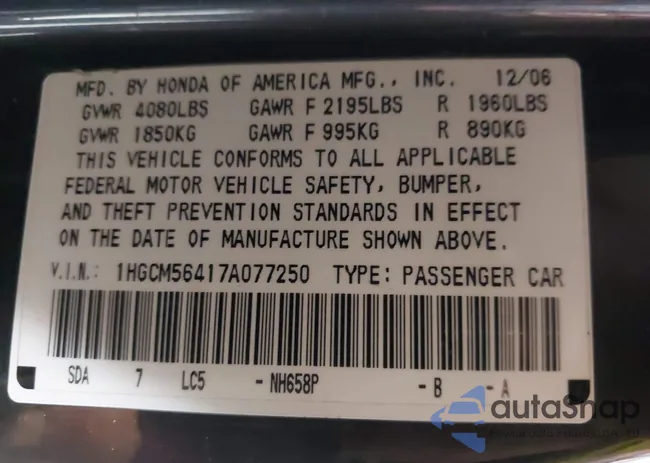 MFD. BY HONDA OF AMERICA MFG., INC. 12/06
GVWR 4080LBS GAWR F 2195LBS R 1960LBS
GVWR 1850KG GAWR F 995KG R 890KG
THIS VEHICLE CONFORMS TO ALL APPLICABLE
FEDERAL MOTOR VEHICLE SAFETY, BUMPER,
AND THEFT PREVENTION STANDARDS IN EFFECT
ON THE DATE OF MANUFACTURE SHOWN ABOVE.
V.I.N.: 1HGCM56417A077250 TYPE: PASSENGER CAR
SDA 7 LC5 -NH658P -B -A
autaSnap